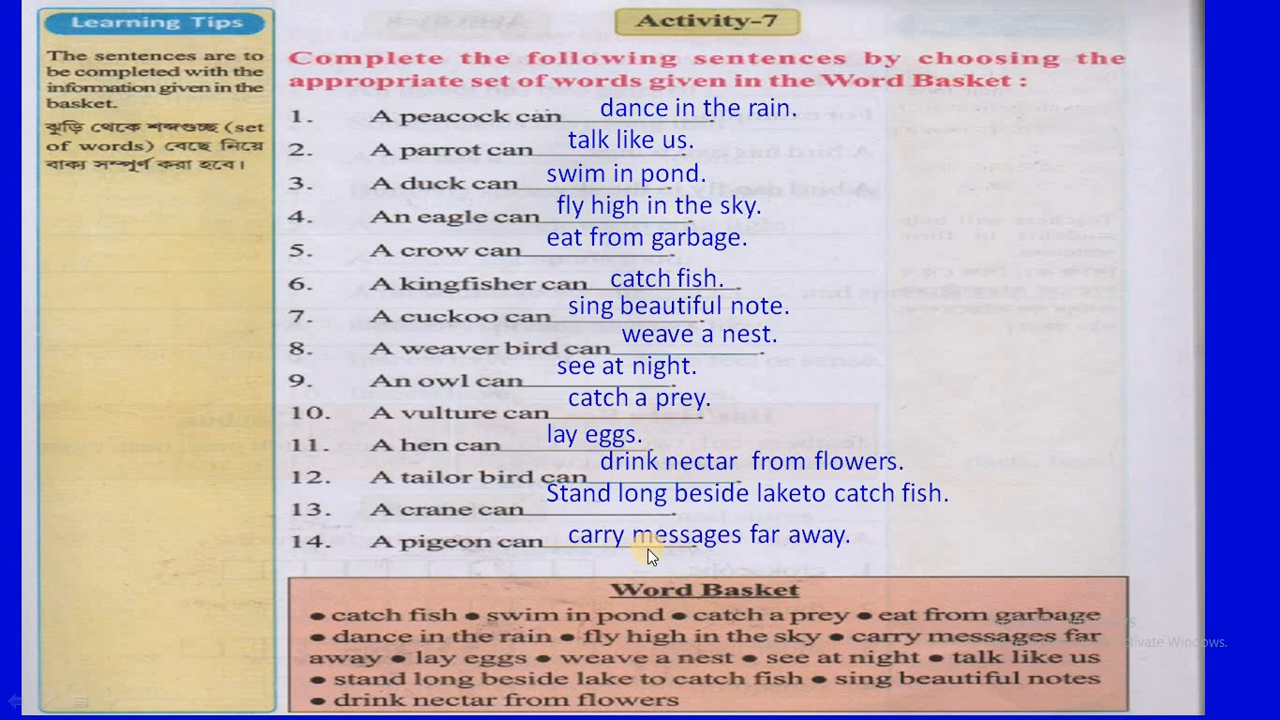 Learning Tips
The sentences are to
be completed with the
information given in the
basket.
ঝুড়ি থেকে শব্দগুচ্ছ (set
of words) বেছে নিয়ে
বাক্য সম্পূর্ণ করা হবে।
Activity-7
Complete the following sentences by choosing the
appropriate set of words given in the Word Basket :
1. A peacock can dance in the rain.
2. A parrot can talk like us.
3. A duck can swim in pond.
4. An eagle can fly high in the sky.
5. A crow can eat from garbage.
6. A kingfisher can catch fish.
7. A cuckoo can sing beautiful note.
8. A weaver bird can weave a nest.
9. An owl can see at night.
10. A vulture can catch a prey.
11. A hen can lay eggs.
12. A tailor bird can drink nectar from flowers.
13. A crane can Stand long beside laketo catch fish.
14. A pigeon can carry messages far away.
Word Basket
● catch fish ● swim in pond ● catch a prey ● eat from garbage
● dance in the rain ● fly high in the sky ● carry messages far
away ● lay eggs ● weave a nest ● see at night ● talk like us
● stand long beside lake to catch fish ● sing beautiful notes
● drink nectar from flowers